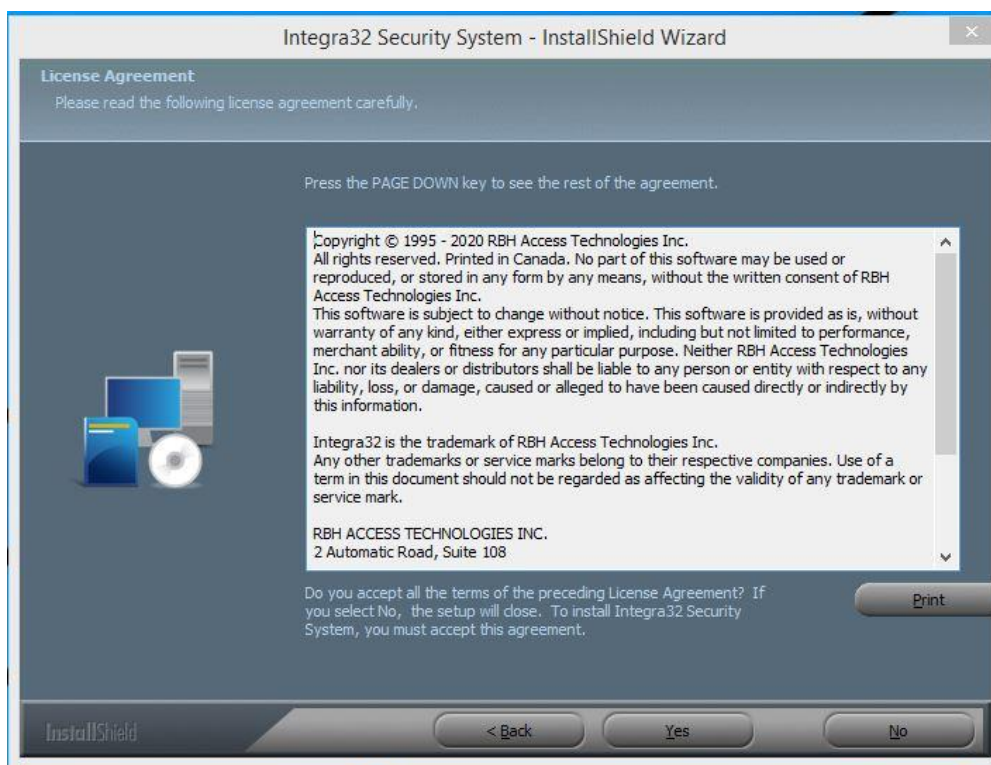 Integra32 Security System - InstallShield Wizard
License Agreement
Please read the following license agreement carefully.
Press the PAGE DOWN key to see the rest of the agreement.
Copyright © 1995 - 2020 RBH Access Technologies Inc.
All rights reserved. Printed in Canada. No part of this software may be used or
reproduced, or stored in any form by any means, without the written consent of RBH
Access Technologies Inc.
This software is subject to change without notice. This software is provided as is, without
warranty of any kind, either express or implied, including but not limited to performance,
merchant ability, or fitness for any particular purpose. Neither RBH Access Technologies
Inc. nor its dealers or distributors shall be liable to any person or entity with respect to any
liability, loss, or damage, caused or alleged to have been caused directly or indirectly by
this information.
Integra32 is the trademark of RBH Access Technologies Inc.
Any other trademarks or service marks belong to their respective companies. Use of a
term in this document should not be regarded as affecting the validity of any trademark or
service mark.
RBH ACCESS TECHNOLOGIES INC.
2 Automatic Road, Suite 108
Do you accept all the terms of the preceding License Agreement? If
you select No, the setup will close. To install Integra32 Security
System, you must accept this agreement.
Print
InstallShield
< Back
Yes
No